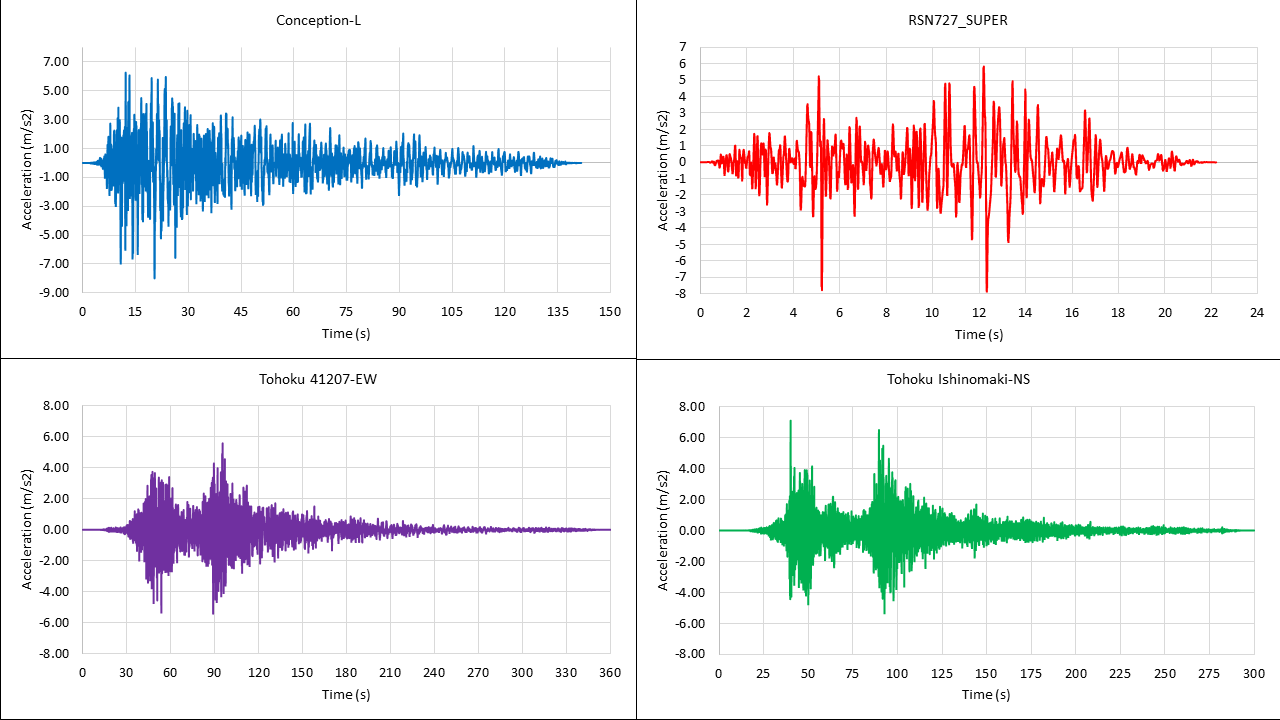 Conception-L
7.00
5.00
3.00
1.00
-1.00
-3.00
-5.00
-7.00
-9.00
Acceleration (m/s2)
0 15 30 45 60 75 90 105 120 135 150
Time (s)
RSN727_SUPER
7
6
5
4
3
2
1
0
-1
-2
-3
-4
-5
-6
-7
-8
Acceleration (m/s2)
0 2 4 6 8 10 12 14 16 18 20 22 24
Time (s)
Tohoku 41207-EW
8.00
6.00
4.00
2.00
0.00
-2.00
-4.00
-6.00
-8.00
Acceleration (m/s2)
0 30 60 90 120 150 180 210 240 270 300 330 360
Time (s)
Tohoku Ishinomaki-NS
8.00
6.00
4.00
2.00
0.00
-2.00
-4.00
-6.00
-8.00
Acceleration (m/s2)
0 25 50 75 100 125 150 175 200 225 250 275 300
Time (s)